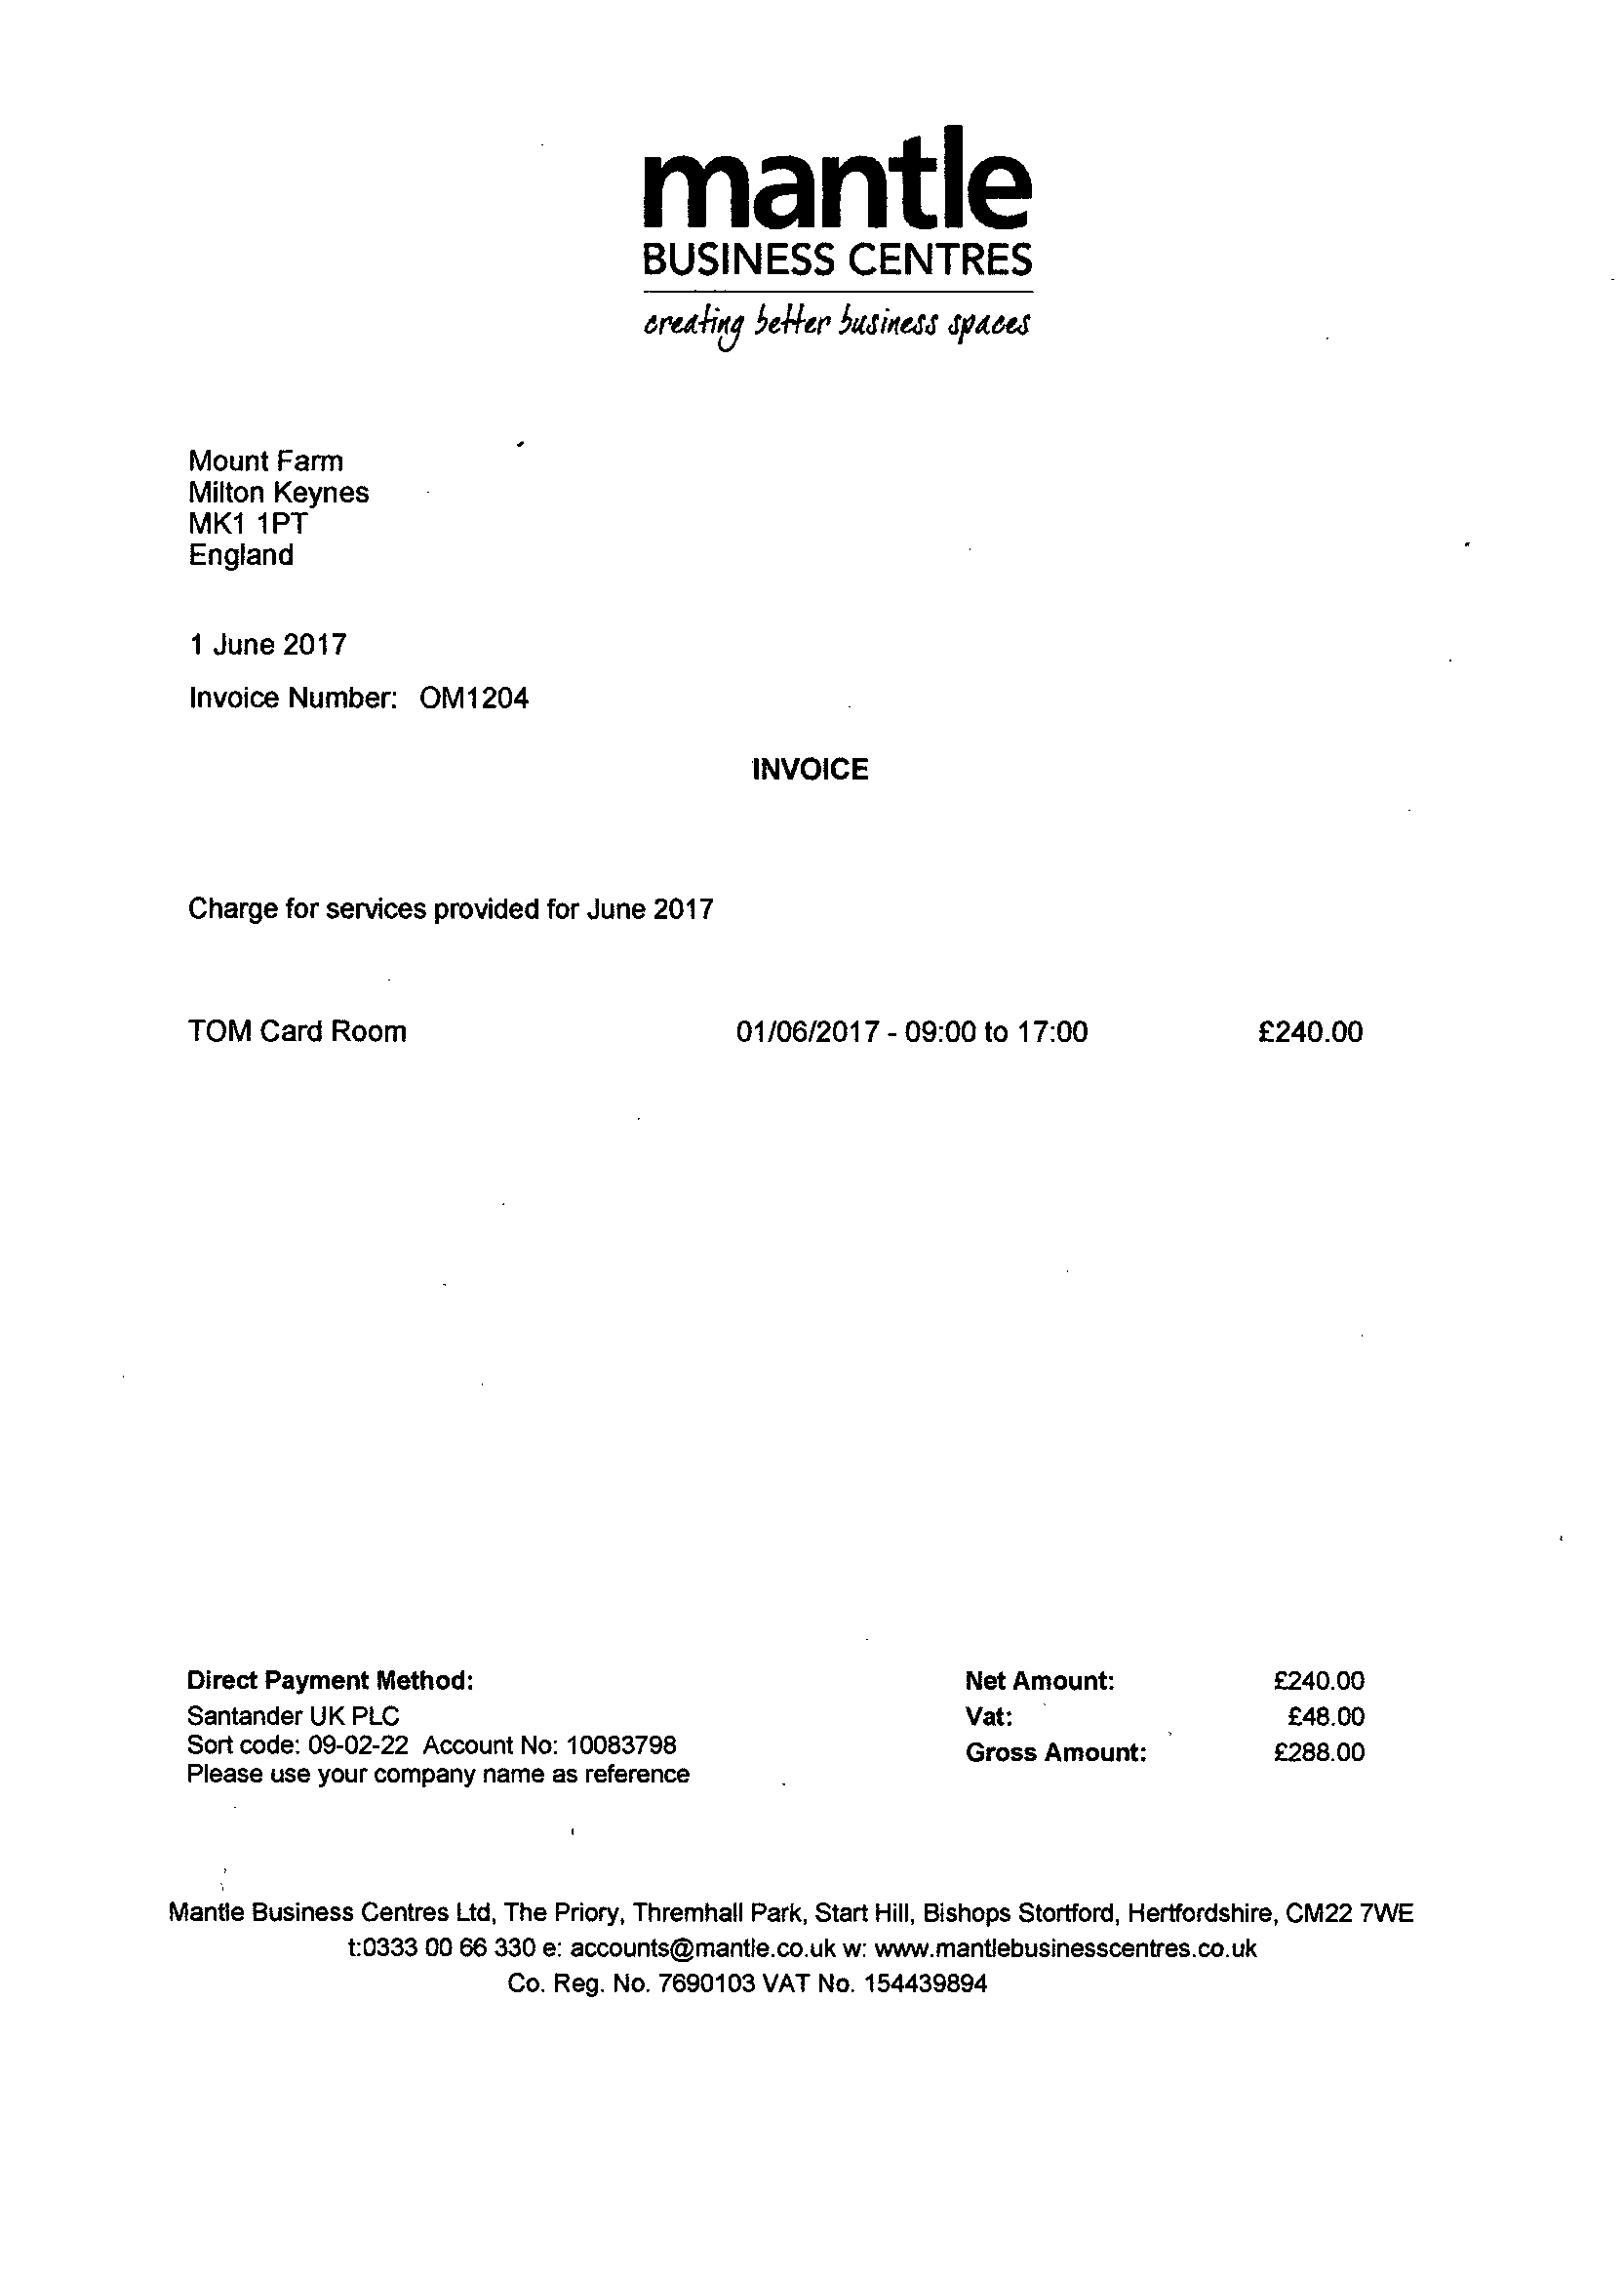 mantle
BUSINESS CENTRES
creating better business spaces
Mount Farm
Milton Keynes
MK1 1PT
England
1 June 2017
Invoice Number: OM1204
INVOICE
Charge for services provided for June 2017
TOM Card Room 01/06/2017 - 09:00 to 17:00 £240.00
Direct Payment Method: Net Amount: £240.00
Santander UK PLC Vat: £48.00
Sort code: 09-02-22 Account No: 10083798 Gross Amount: £288.00
Please use your company name as reference
Mantle Business Centres Ltd, The Priory, Thremhall Park, Start Hill, Bishops Stortford, Hertfordshire, CM22 7WE
t:0333 00 66 330 e: accounts@mantle.co.uk w: www.mantlebusinesscentres.co.uk
Co. Reg. No. 7690103 VAT No. 154439894